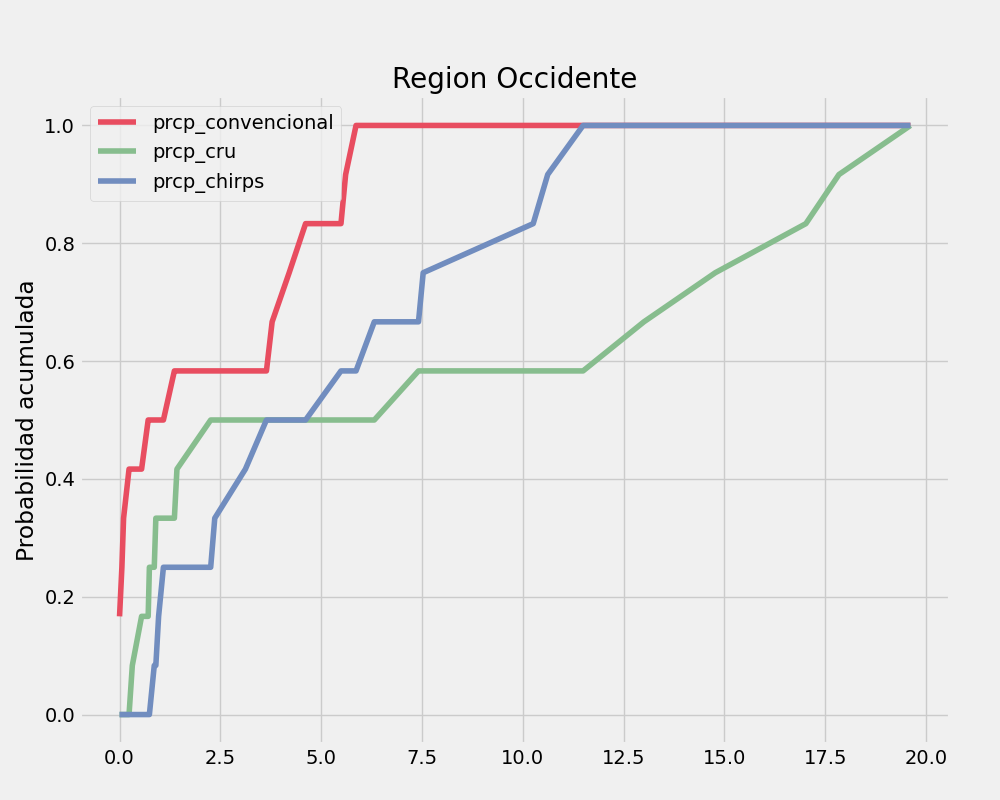 Region Occidente
prcp_convencional
prcp_cru
prcp_chirps
Probabilidad acumulada
1.0
0.8
0.6
0.4
0.2
0.0
0.0 2.5 5.0 7.5 10.0 12.5 15.0 17.5 20.0